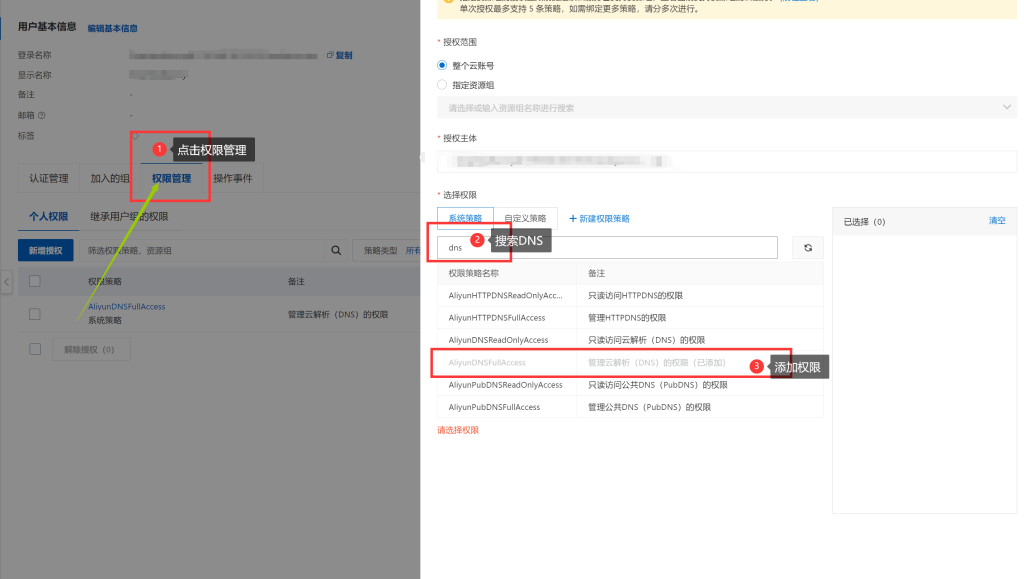 用户基本信息 编辑基本信息
登录名称 复制
显示名称
备注 -
邮箱 -
标签
1 点击权限管理
认证管理 加入的组 权限管理 操作事件
个人权限 继承用户组的权限
新增授权 筛选权限策略、资源组 策略类型 所有
权限策略 备注
AliyunDNSFullAccess
系统策略
管理云解析（DNS）的权限
解除授权（0）
单次授权最多支持 5 条策略，如需绑定更多策略，请分多次进行。
* 授权范围
整个云账号
指定资源组
请选择或输入资源组名称进行搜索
* 授权主体
* 选择权限
系统策略 自定义策略 + 新建权限策略
dns 2 搜索DNS
权限策略名称 备注
AliyunHTTPDNSReadOnlyAcc... 只读访问HTTPDNS的权限
AliyunHTTPDNSFullAccess 管理HTTPDNS的权限
AliyunDNSReadOnlyAccess 只读访问云解析（DNS）的权限
AliyunDNSFullAccess 管理云解析（DNS）的权限（已添加）
3 添加权限
AliyunPubDNSReadOnlyAccess 只读访问公共DNS（PubDNS）的权限
AliyunPubDNSFullAccess 管理公共DNS（PubDNS）的权限
请选择权限
已选择（0） 清空